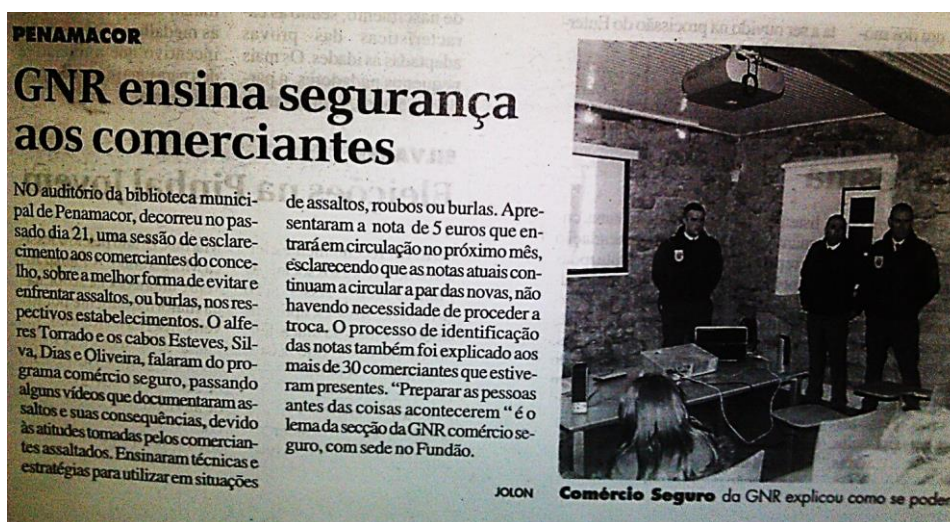 PENAMACOR
GNR ensina segurança
aos comerciantes
NO auditório da biblioteca munici-
pal de Penamacor, decorreu no pas-
sado dia 21, uma sessão de esclare-
cimento aos comerciantes do conce-
lho, sobre a melhor forma de evitar e
enfrentar assaltos, ou burlas, nos res-
pectivos estabelecimentos. O alfe-
res Torrado e os cabos Esteves, Sil-
va, Dias e Oliveira, falaram do pro-
grama comércio seguro, passando
alguns vídeos que documentaram as-
saltos e suas consequências, devido
às atitudes tomadas pelos comercian-
tes assaltados. Ensinaram técnicas e
estratégias para utilizar em situações
de assaltos, roubos ou burlas. Apre-
sentaram a nota de 5 euros que en-
trará em circulação no próximo mês,
esclarecendo que as notas atuais con-
tinuam a circular a par das novas, não
havendo necessidade de proceder a
troca. O processo de identificação
das notas também foi explicado aos
mais de 30 comerciantes que estive-
ram presentes. “Preparar as pessoas
antes das coisas acontecerem “ é o
lema da secção da GNR comércio se-
guro, com sede no Fundão.
JOLON
Comércio Seguro da GNR explicou como se poder